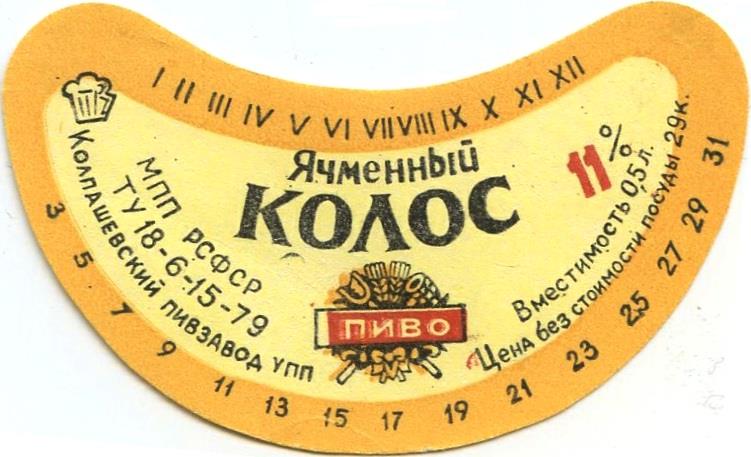 I II III IV V VI VII VIII IX X XI XII
Ячменный
КОЛОС
11%
МПП РСФСР
ТУ 18-6-15-79
Колпашевский пивзавод УПП
ПИВО
Вместимость 0,5 л.
Цена без стоимости посуды 29к.
3 5 7 9 11 13 15 17 19 21 23 25 27 29 31